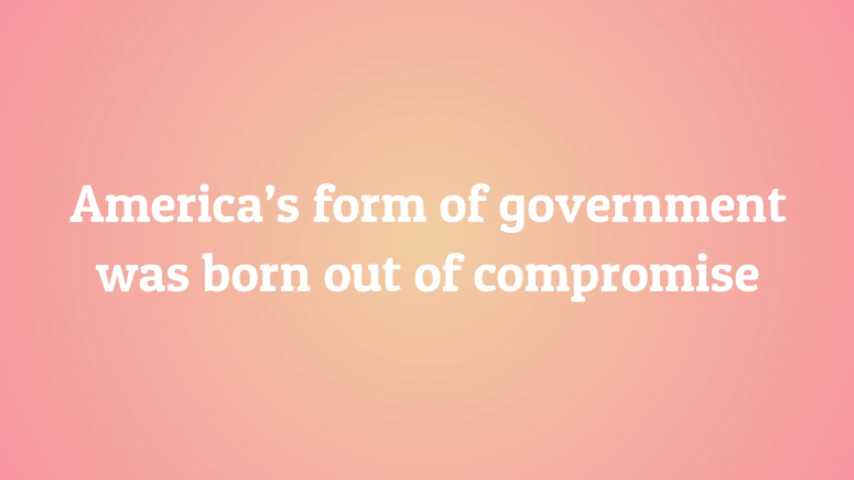 America’s form of government
was born out of compromise